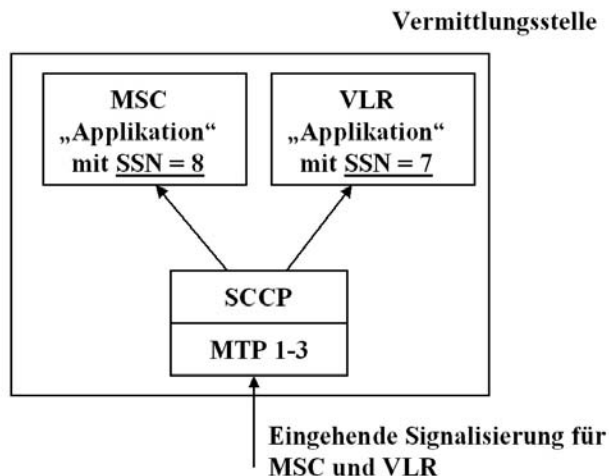 Vermittlungsstelle
MSC
„Applikation“
mit SSN = 8
VLR
„Applikation“
mit SSN = 7
SCCP
MTP 1-3
Eingehende Signalisierung für
MSC und VLR